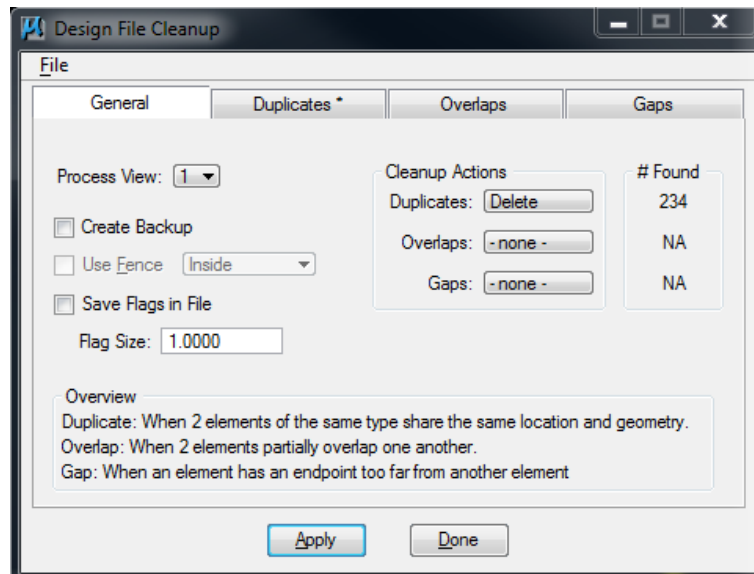 Design File Cleanup
File
General Duplicates * Overlaps Gaps
Process View: 1
Create Backup
Use Fence Inside
Save Flags in File
Flag Size: 1.0000
Cleanup Actions
Duplicates: Delete
Overlaps: - none -
Gaps: - none -
# Found
234
NA
NA
Overview
Duplicate: When 2 elements of the same type share the same location and geometry.
Overlap: When 2 elements partially overlap one another.
Gap: When an element has an endpoint too far from another element
Apply Done